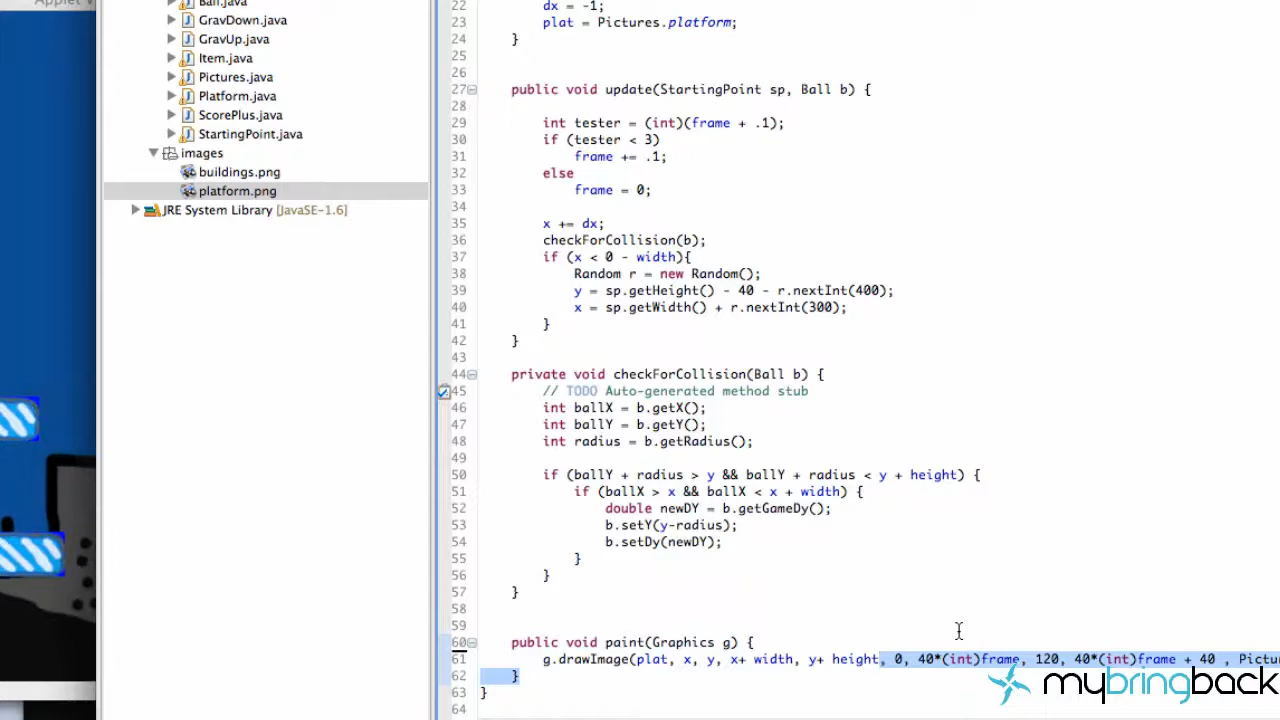 Applet V
Ball.java
GravDown.java
GravUp.java
Item.java
Pictures.java
Platform.java
ScorePlus.java
StartingPoint.java
images
buildings.png
platform.png
JRE System Library [JavaSE-1.6]
22 dx = -1;
23 plat = Pictures.platform;
24 }
25
26
27 public void update(StartingPoint sp, Ball b) {
28
29 int tester = (int)(frame + .1);
30 if (tester < 3)
31 frame += .1;
32 else
33 frame = 0;
34
35 x += dx;
36 checkForCollision(b);
37 if (x < 0 - width){
38 Random r = new Random();
39 y = sp.getHeight() - 40 - r.nextInt(400);
40 x = sp.getWidth() + r.nextInt(300);
41 }
42 }
43
44 private void checkForCollision(Ball b) {
45 // TODO Auto-generated method stub
46 int ballX = b.getX();
47 int ballY = b.getY();
48 int radius = b.getRadius();
49
50 if (ballY + radius > y && ballY + radius < y + height) {
51 if (ballX > x && ballX < x + width) {
52 double newDY = b.getGameDy();
53 b.setY(y-radius);
54 b.setDy(newDY);
55 }
56 }
57 }
58
59
60 public void paint(Graphics g) {
61 g.drawImage(plat, x, y, x+ width, y+ height, 0, 40*(int)frame, 120, 40*(int)frame + 40 , Pictu
62 }
63 }
64
mybringback